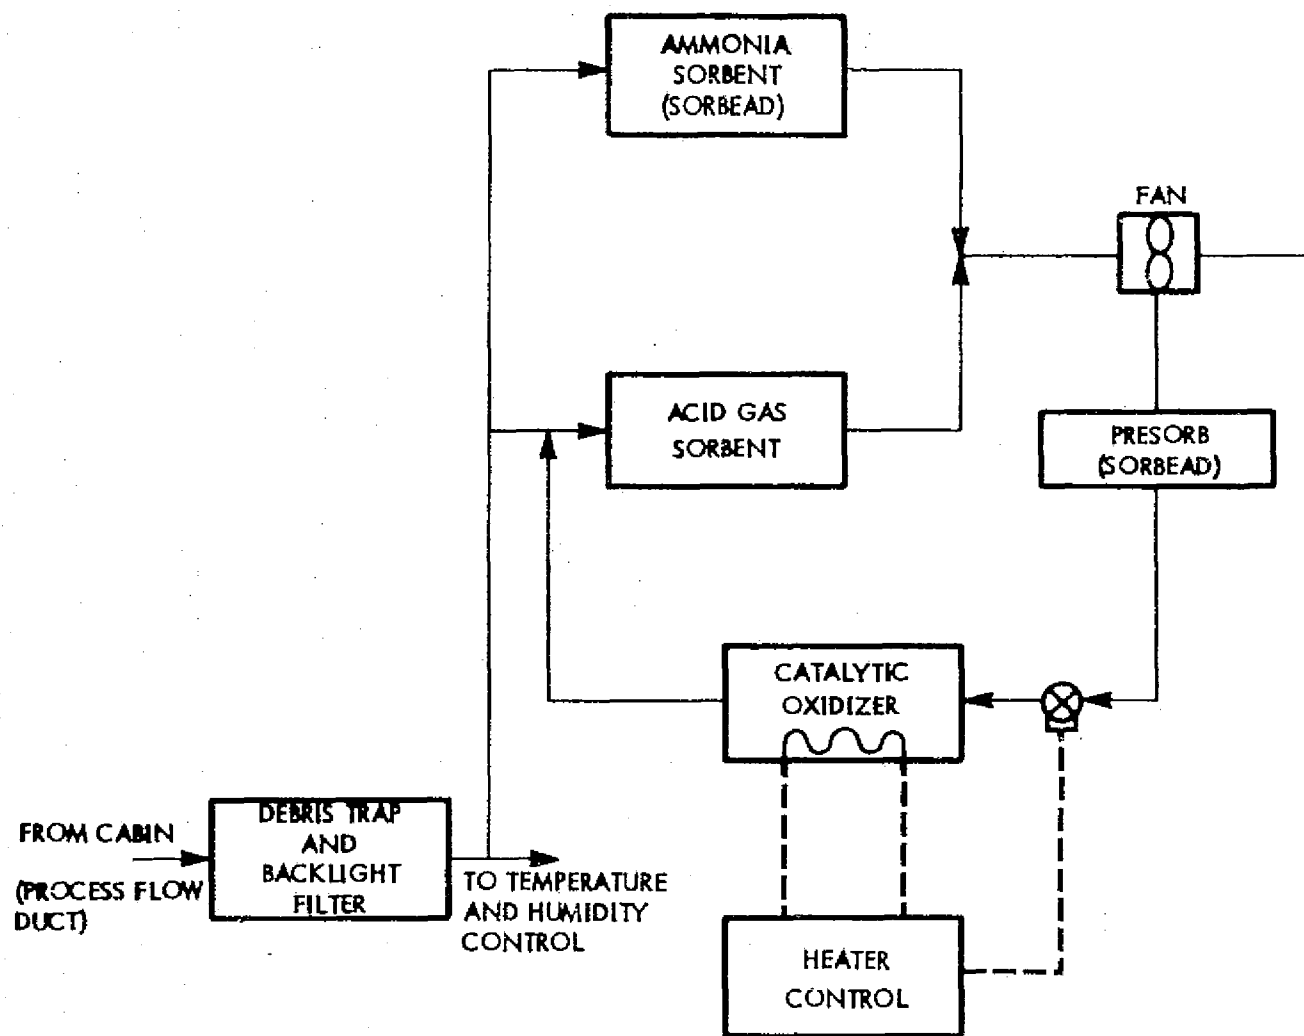 AMMONIA
SORBENT
(SORBEAD)
FAN
ACID GAS
SORBENT
PRESORB
(SORBEAD)
CATALYTIC
OXIDIZER
FROM CABIN
(PROCESS FLOW
DUCT)
DEBRIS TRAP
AND
BACKLIGHT
FILTER
TO TEMPERATURE
AND HUMIDITY
CONTROL
HEATER
CONTROL